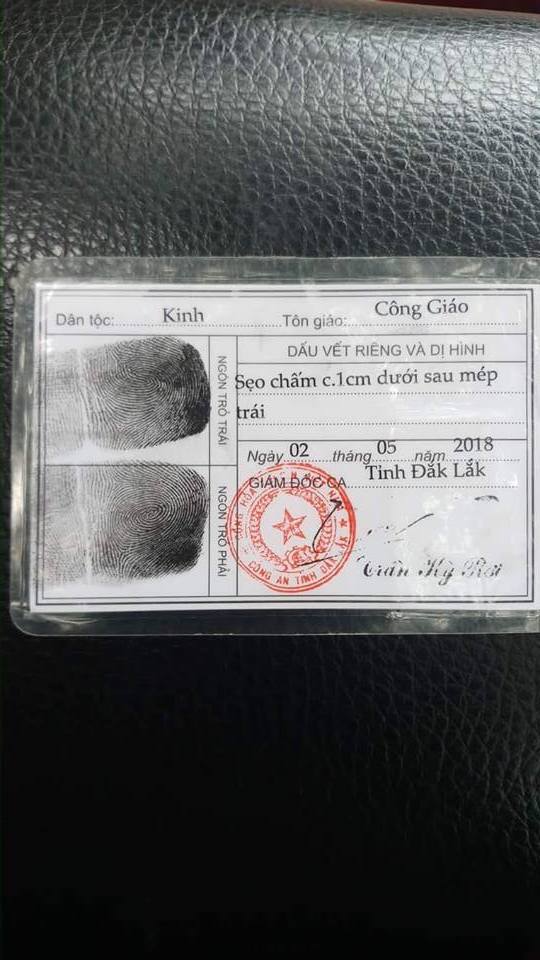 Dân tộc: Kinh Tôn giáo: Công Giáo
NGÓN TRỎ TRÁI
NGÓN TRỎ PHẢI
DẤU VẾT RIÊNG VÀ DỊ HÌNH
Sẹo chấm c.1cm dưới sau mép
trái
Ngày 02 tháng 05 năm 2018
GIÁM ĐỐC CA Tỉnh Đắk Lắk
CÔNG AN TỈNH ĐẮK LẮK
Trần Kỳ Rơi